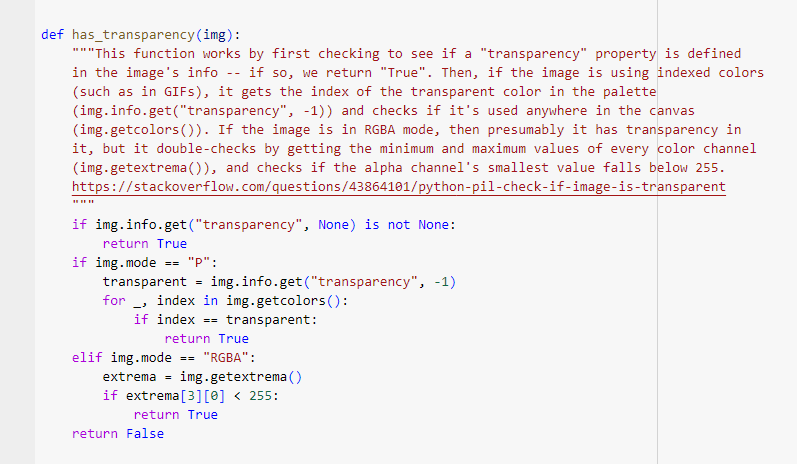 def has_transparency(img):
"""This function works by first checking to see if a "transparency" property is defined
in the image's info -- if so, we return "True". Then, if the image is using indexed colors
(such as in GIFs), it gets the index of the transparent color in the palette
(img.info.get("transparency", -1)) and checks if it's used anywhere in the canvas
(img.getcolors()). If the image is in RGBA mode, then presumably it has transparency in
it, but it double-checks by getting the minimum and maximum values of every color channel
(img.getextrema()), and checks if the alpha channel's smallest value falls below 255.
https://stackoverflow.com/questions/43864101/python-pil-check-if-image-is-transparent
"""
if img.info.get("transparency", None) is not None:
return True
if img.mode == "P":
transparent = img.info.get("transparency", -1)
for _, index in img.getcolors():
if index == transparent:
return True
elif img.mode == "RGBA":
extrema = img.getextrema()
if extrema[3][0] < 255:
return True
return False